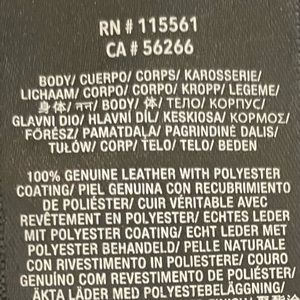 RN # 115561
CA # 56266
BODY/ CUERPO/ CORPS/ KAROSSERIE/
LICHAAM/ CORPO/ CORPO/ KROPP/ LEGEME/
身体/ तन/ BODY/ 体/ ТЕЛО/ КОРПУС/
GLAVNI DIO/ HLAVNÍ DÍL/ KESKIOSA/ КОРМОZ/
FŐRÉSZ/ PAMATDAĻA/ PAGRINDINĖ DALIS/
TUŁÓW/ CORP/ TELO/ TELO/ BEDEN
100% GENUINE LEATHER WITH POLYESTER
COATING/ PIEL GENUINA CON RECUBRIMIENTO
DE POLIÉSTER/ CUIR VÉRITABLE AVEC
REVÊTEMENT EN POLYESTER/ ECHTES LEDER
MIT POLYESTER COATING/ ECHT LEDER MET
POLYESTER BEHANDELD/ PELLE NATURALE
CON RIVESTIMENTO IN POLIESTERE/ COURO
GENUÍNO COM REVESTIMENTO DE POLIÉSTER/
ÄKTA LÄDER MED POLYESTERBELÄGGNING/